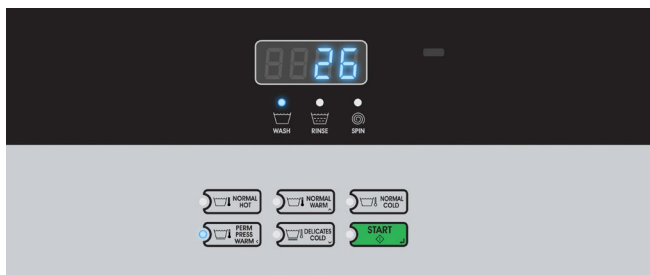 26
WASH RINSE SPIN
NORMAL HOT
NORMAL WARM
NORMAL COLD
PERM PRESS WARM
DELICATES COLD
START